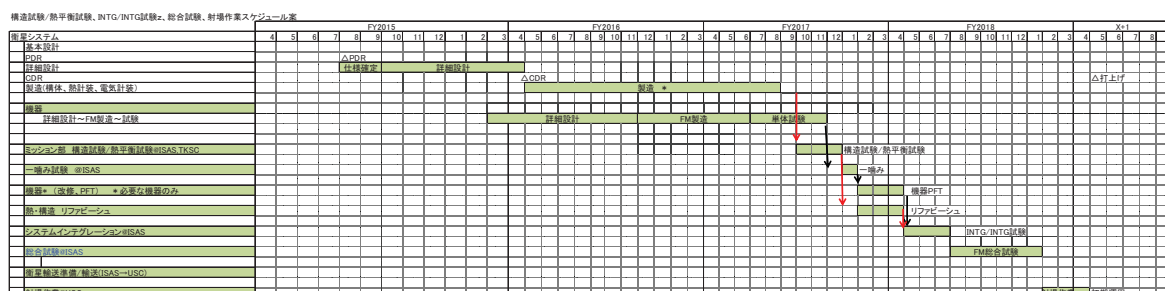 構造試験/熱平衡試験、INTG/INTG試験z、総合試験、射場作業スケジュール案
FY2015 FY2016 FY2017 FY2018 X+1
衛星システム 4 5 6 7 8 9 10 11 12 1 2 3 4 5 6 7 8 9 10 11 12 1 2 3 4 5 6 7 8 9 10 11 12 1 2 3 4 5 6 7 8 9 10 11 12 1 2 3 4 5 6 7 8
基本設計
PDR △PDR
詳細設計 仕様確定 詳細設計
CDR △CDR △打上げ
製造(構体、熱計装、電気計装) 製造 *
機器
詳細設計~FM製造~試験 詳細設計 FM製造 単体試験
ミッション部 構造試験/熱平衡試験@ISAS,TKSC 構造試験/熱平衡試験
一噛み試験 @ISAS 一噛み
機器* (改修、PFT) *必要な機器のみ 機器PFT
熱・構造 リファビーシュ リファビーシュ
システムインテグレーション@ISAS INTG/INTG試験
総合試験@ISAS FM総合試験
衛星輸送準備/輸送(ISAS→USC)